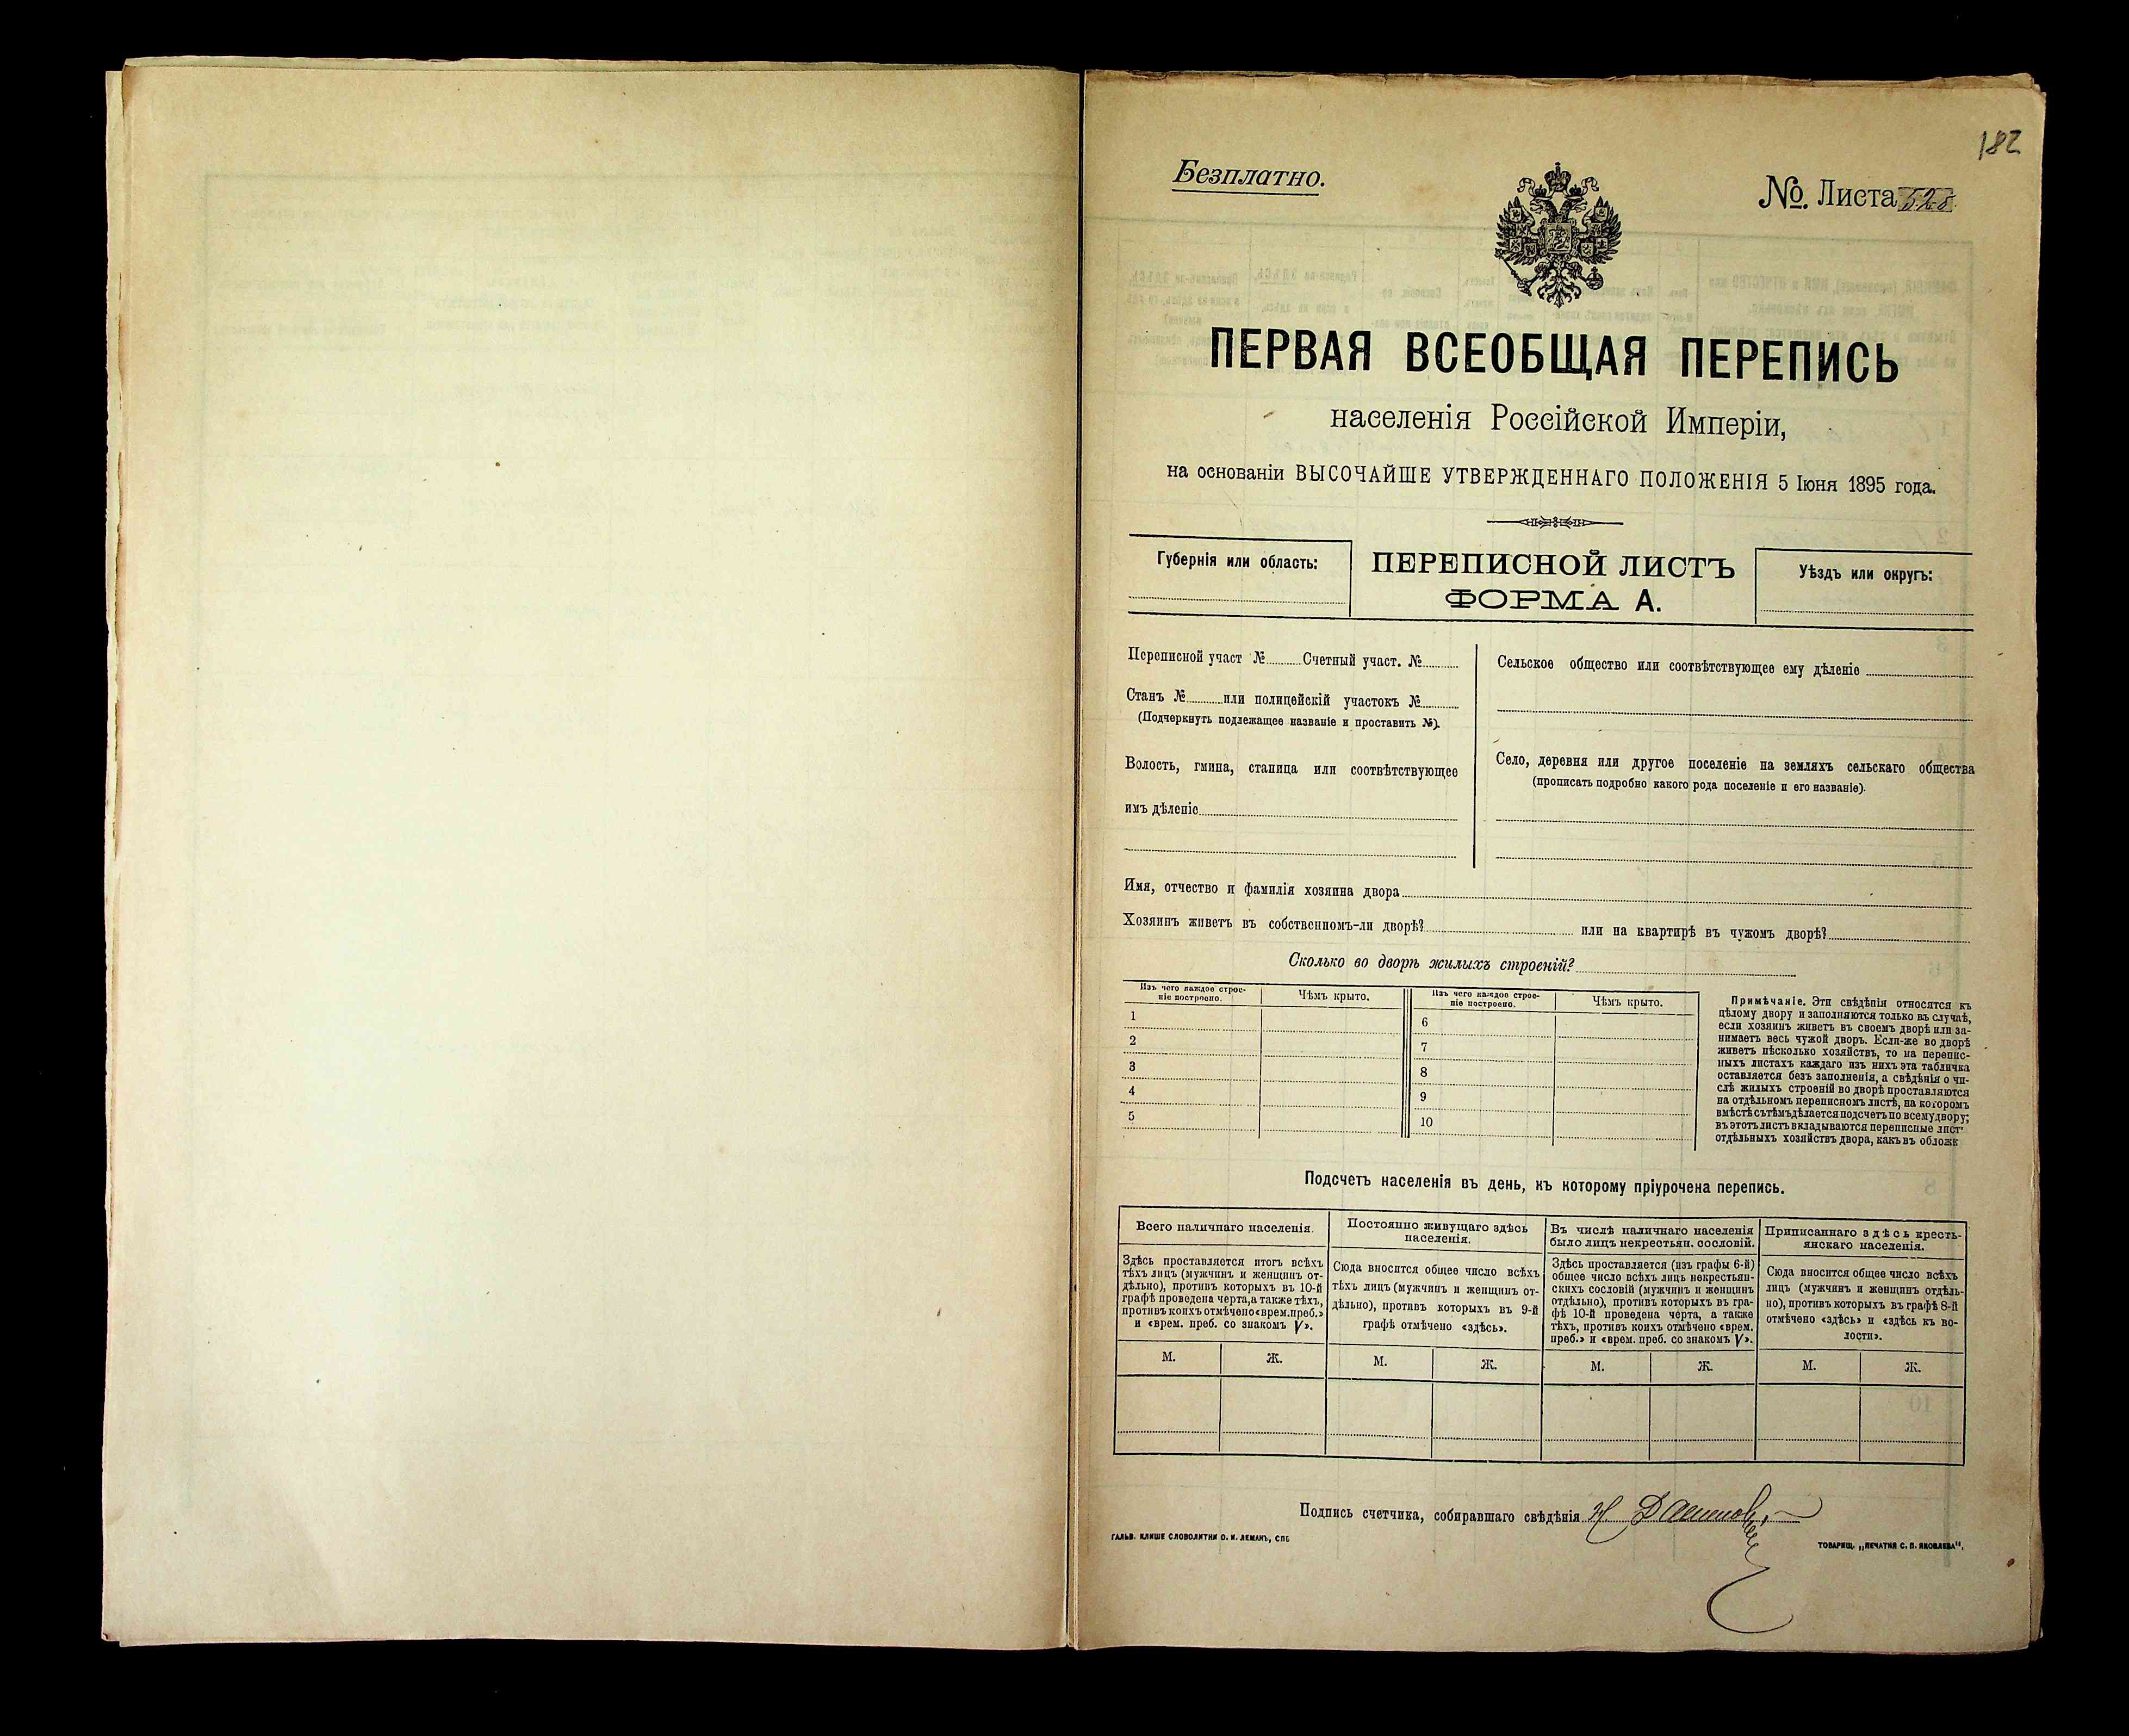 182
Безплатно.
№. Листа 528
ПЕРВАЯ ВСЕОБЩАЯ ПЕРЕПИСЬ
населенія Россійской Имперіи,
на основаніи ВЫСОЧАЙШЕ УТВЕРЖДЕННАГО ПОЛОЖЕНІЯ 5 Іюня 1895 года.
Губернія или область:
ПЕРЕПИСНОЙ ЛИСТЪ
ФОРМА А.
Уѣздъ или округъ:
Переписной участ № Счетный участ. №
Станъ № или полицейскій участокъ №
(Подчеркнуть подлежащее названіе и проставить №).
Волость, гмина, станица или соотвѣтствующее
имъ дѣленіе
Сельское общество или соотвѣтствующее ему дѣленіе
Село, деревня или другое поселеніе на земляхъ сельскаго общества
(прописать подробно какого рода поселеніе и его названіе).
Имя, отчество и фамилія хозяина двора
Хозяинъ живетъ въ собственномъ-ли дворѣ? или на квартирѣ въ чужомъ дворѣ?
Сколько во дворѣ жилыхъ строеній?
Изъ чего каждое строе-
ніе построено.
Чѣмъ крыто.
Изъ чего каждое строе-
ніе построено.
Чѣмъ крыто.
1
2
3
4
5
6
7
8
9
10
Примѣчаніе. Эти свѣдѣнія относятся къ
цѣлому двору и заполняются только въ случаѣ,
если хозяинъ живетъ въ своемъ дворѣ или за-
нимаетъ весь чужой дворъ. Если-же во дворѣ
живетъ нѣсколько хозяйствъ, то на перепис-
ныхъ листахъ каждаго изъ нихъ эта табличка
оставляется безъ заполненія, а свѣдѣнія о чи-
слѣ жилыхъ строеній во дворѣ проставляются
на отдѣльномъ переписномъ листѣ, на которомъ
вмѣстѣ съ тѣмъ дѣлается подсчетъ по всему двору;
въ этотъ листъ вкладываются переписные лист
отдѣльныхъ хозяйствъ двора, какъ въ обложк
Подсчетъ населенія въ день, къ которому пріурочена перепись.
Всего наличнаго населенія.
Здѣсь проставляется итогъ всѣхъ
тѣхъ лицъ (мужчинъ и женщинъ от-
дѣльно), противъ которыхъ въ 10-й
графѣ проведена черта, а также тѣхъ,
противъ коихъ отмѣчено «врем. преб.»
и «врем. преб. со знакомъ V».
Постоянно живущаго здѣсь
населенія.
Сюда вносится общее число всѣхъ
тѣхъ лицъ (мужчинъ и женщинъ от-
дѣльно), противъ которыхъ въ 9-й
графѣ отмѣчено «здѣсь».
Въ числѣ наличнаго населенія
было лицъ некрестьян. сословій.
Здѣсь проставляется (изъ графы 6-й)
общее число всѣхъ лицъ некрестьян-
скихъ сословій (мужчинъ и женщинъ
отдѣльно), противъ которыхъ въ гра-
фѣ 10-й проведена черта, а также
тѣхъ, противъ коихъ отмѣчено «врем.
преб.» и «врем. преб. со знакомъ V».
Приписаннаго здѣсь кресть-
янскаго населенія.
Сюда вносится общее число всѣхъ
лицъ (мужчинъ и женщинъ отдѣль-
но), противъ которыхъ въ графѣ 8-й
отмѣчено «здѣсь» и «здѣсь къ во-
лости».
М. Ж. М. Ж. М. Ж. М. Ж.
Подпись счетчика, собиравшаго свѣдѣнія
ГАЛЬВ. КЛИШЕ СЛОВОЛИТНИ О. И. ЛЕМАНЪ, СПБ
ТОВАРИЩ. „ПЕЧАТНЯ С. П. ЯКОВЛЕВА“.